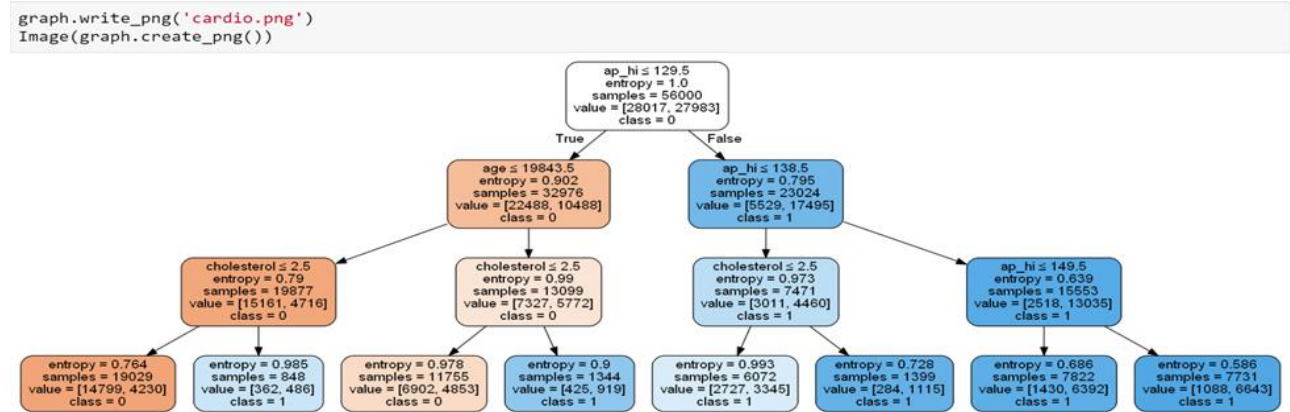 graph.write_png('cardio.png')
Image(graph.create_png())
ap_hi ≤ 129.5
entropy = 1.0
samples = 56000
value = [28017, 27983]
class = 0
True
False
age ≤ 19843.5
entropy = 0.902
samples = 32976
value = [22488, 10488]
class = 0
ap_hi ≤ 138.5
entropy = 0.795
samples = 23024
value = [5529, 17495]
class = 1
cholesterol ≤ 2.5
entropy = 0.79
samples = 19877
value = [15161, 4716]
class = 0
cholesterol ≤ 2.5
entropy = 0.99
samples = 13099
value = [7327, 5772]
class = 0
cholesterol ≤ 2.5
entropy = 0.973
samples = 7471
value = [3011, 4460]
class = 1
ap_hi ≤ 149.5
entropy = 0.639
samples = 15553
value = [2518, 13035]
class = 1
entropy = 0.764
samples = 19029
value = [14799, 4230]
class = 0
entropy = 0.985
samples = 848
value = [362, 486]
class = 1
entropy = 0.978
samples = 11755
value = [6902, 4853]
class = 0
entropy = 0.9
samples = 1344
value = [425, 919]
class = 1
entropy = 0.993
samples = 6072
value = [2727, 3345]
class = 1
entropy = 0.728
samples = 1399
value = [284, 1115]
class = 1
entropy = 0.686
samples = 7822
value = [1430, 6392]
class = 1
entropy = 0.586
samples = 7731
value = [1088, 6643]
class = 1